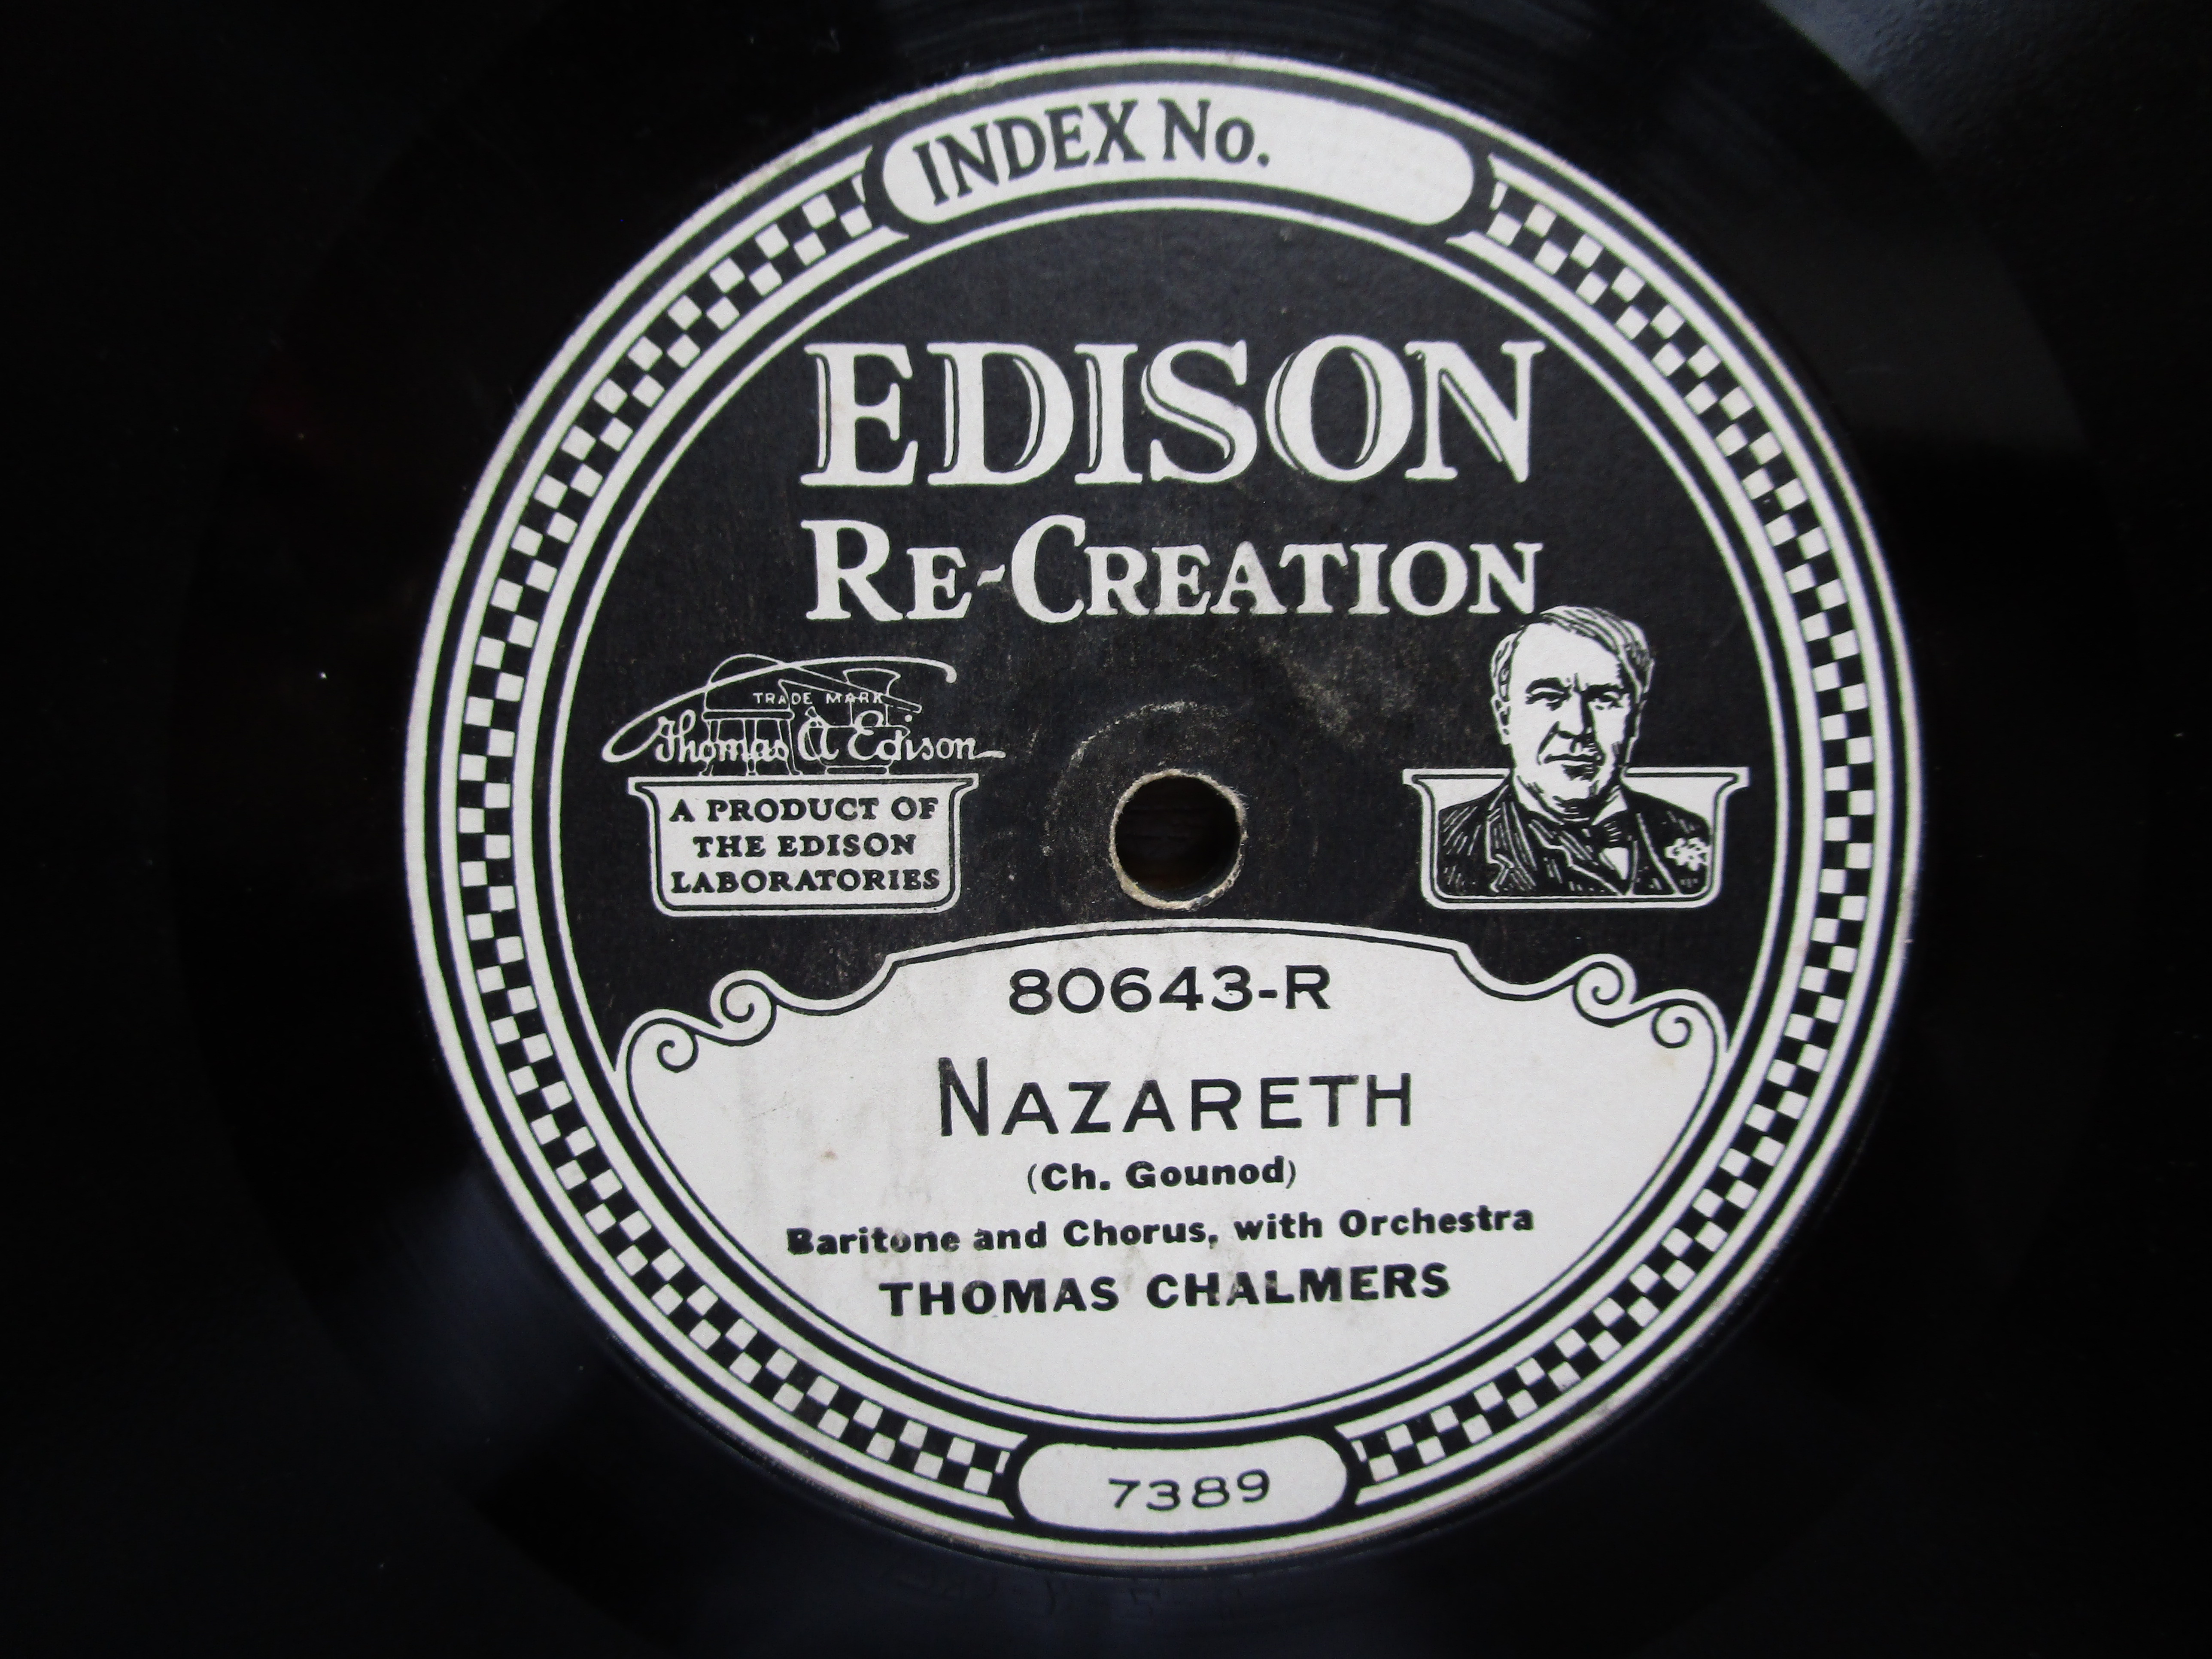 INDEX No.
EDISON
RE-CREATION
TRADE MARK
Thomas A Edison
A PRODUCT OF
THE EDISON
LABORATORIES
80643-R
NAZARETH
(Ch. Gounod)
Baritone and Chorus, with Orchestra
THOMAS CHALMERS
7389